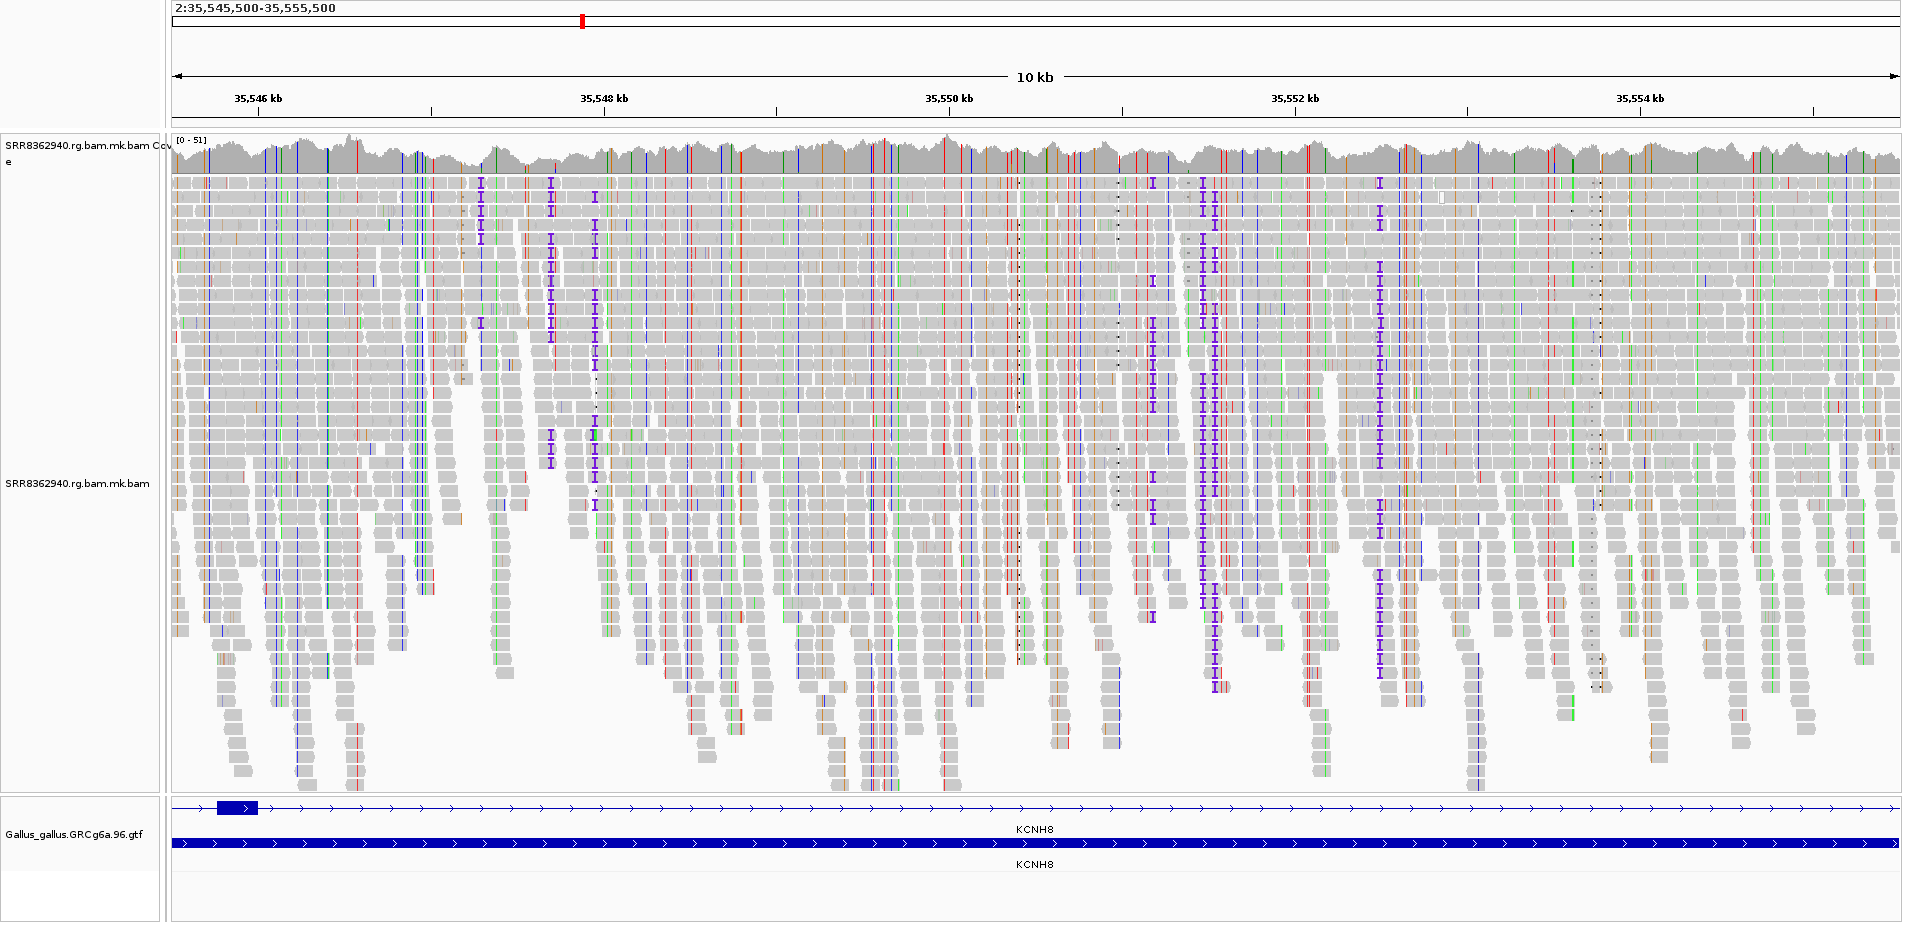 2:35,545,500-35,555,500
10 kb
35,546 kb 35,548 kb 35,550 kb 35,552 kb 35,554 kb
[0 - 51]
SRR8362940.rg.bam.mk.bam Cov
e
SRR8362940.rg.bam.mk.bam
KCNH8
Gallus_gallus.GRCg6a.96.gtf
KCNH8